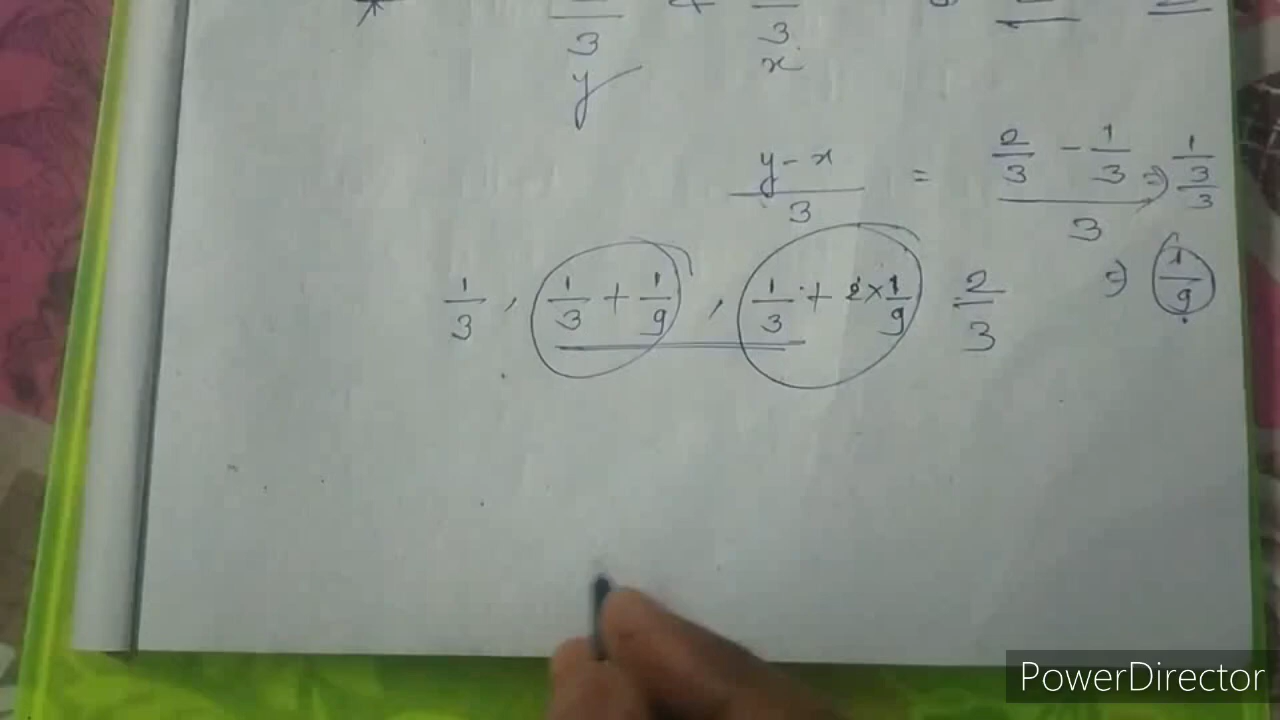 3 3
y x
y - x / 3 = 2/3 - 1/3 / 3 ⇒ 1/3 / 3
1/3 , 1/3 + 1/9 , 1/3 + 2 × 1/9 2/3 ⇒ 1/9
PowerDirector